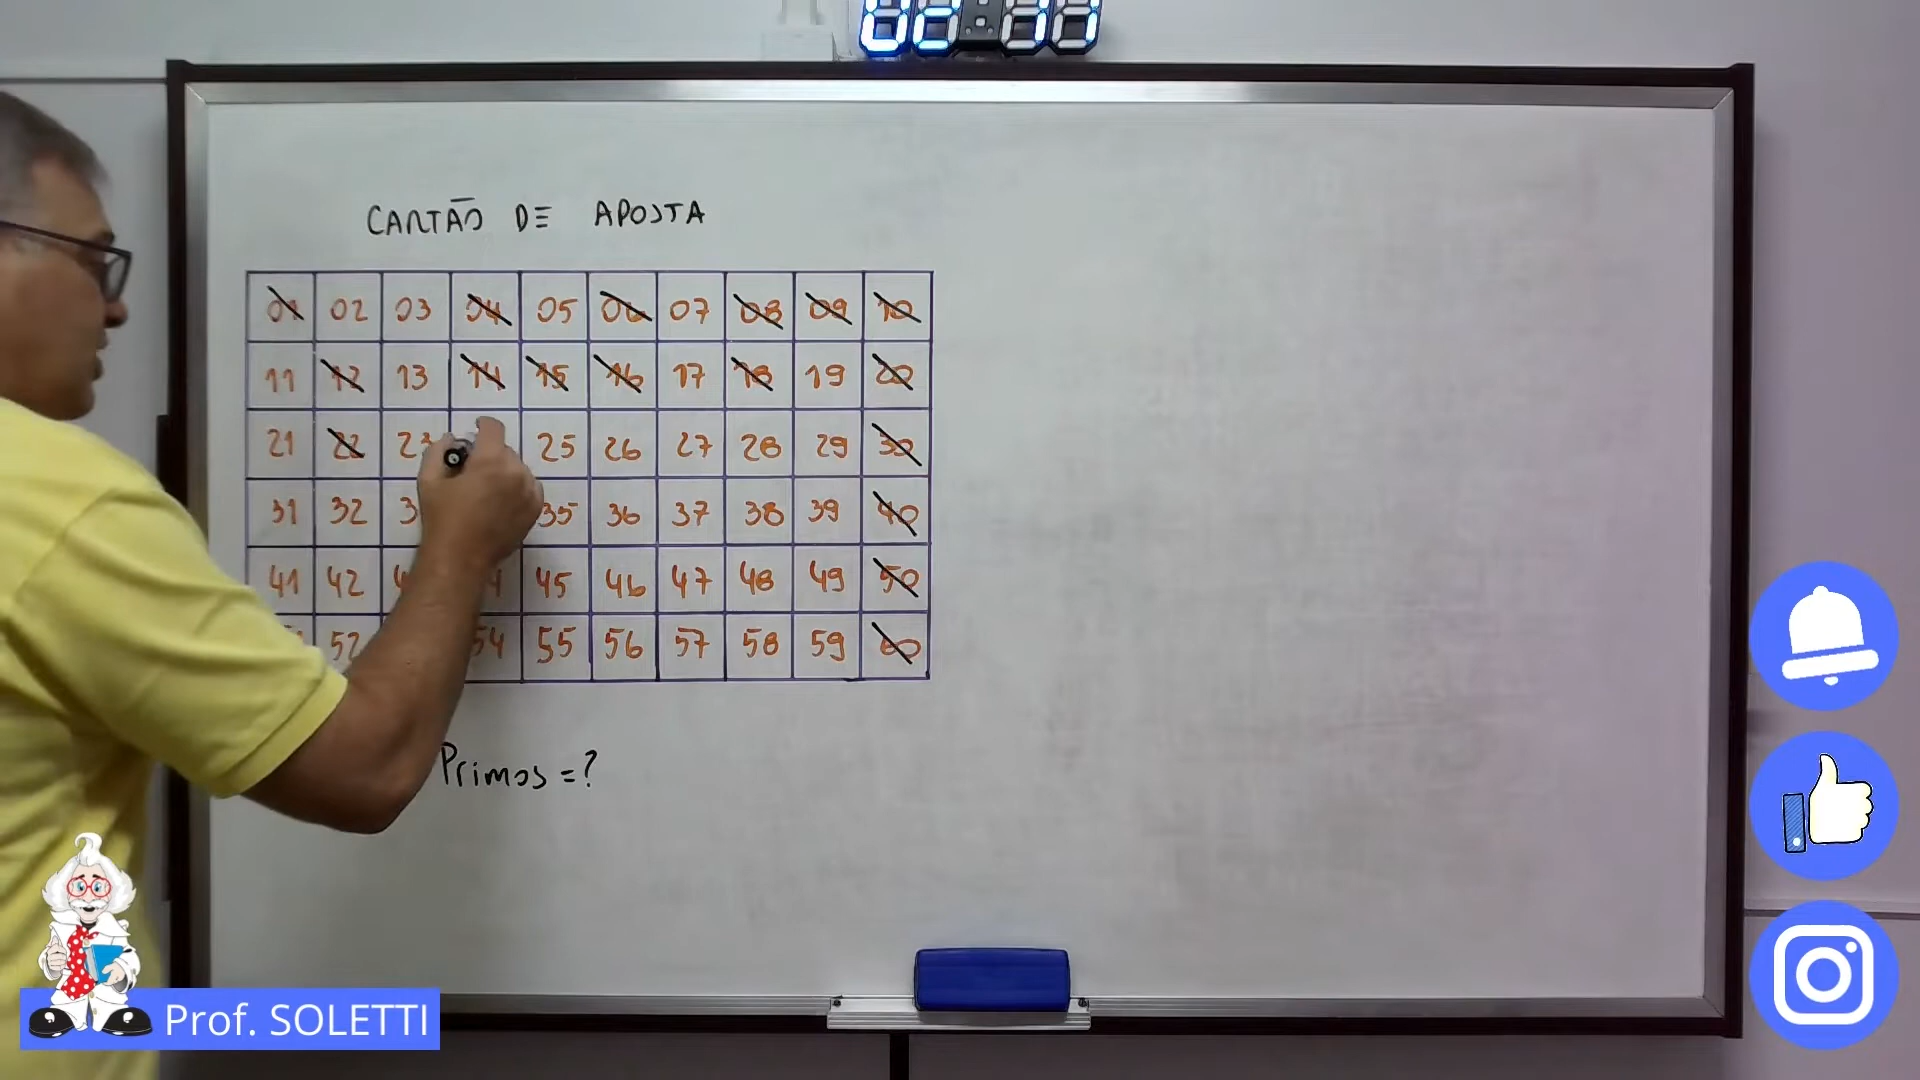 CARTÃO DE APOSTA
01 02 03 04 05 06 07 08 09 10
11 12 13 14 15 16 17 18 19 20
21 22 23 25 26 27 28 29 30
31 32 35 36 37 38 39 40
41 42 45 46 47 48 49 50
52 54 55 56 57 58 59 60
Primos = ?
Prof. SOLETTI